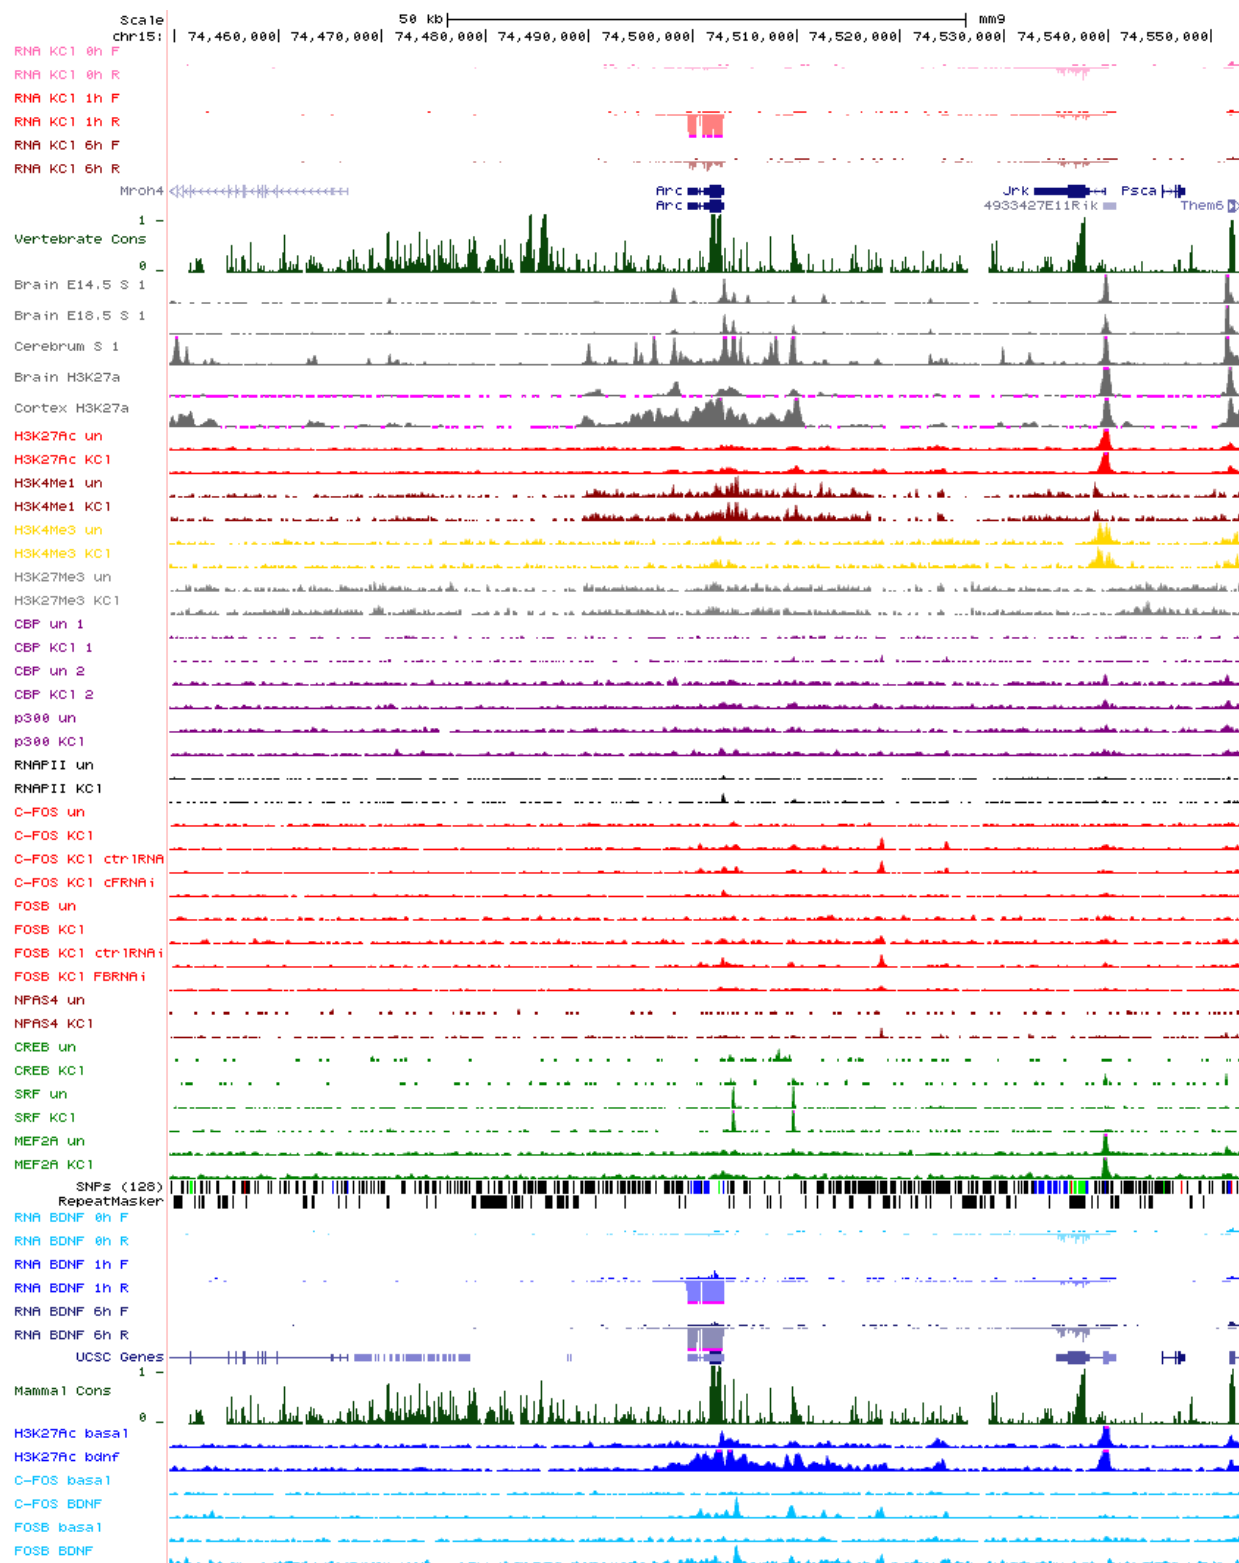 Scale 50 kb mm9
chr15: 74,460,000 74,470,000 74,480,000 74,490,000 74,500,000 74,510,000 74,520,000 74,530,000 74,540,000 74,550,000
RNA KCl 0h F
RNA KCl 0h R
RNA KCl 1h F
RNA KCl 1h R
RNA KCl 6h F
RNA KCl 6h R
Mroh4 Arc Jrk Psca
Arc 4933427E11Rik Them6
1
Vertebrate Cons
0
Brain E14.5 S 1
Brain E18.5 S 1
Cerebrum S 1
Brain H3K27a
Cortex H3K27a
H3K27Ac un
H3K27Ac KCl
H3K4Me1 un
H3K4Me1 KCl
H3K4Me3 un
H3K4Me3 KCl
H3K27Me3 un
H3K27Me3 KCl
CBP un 1
CBP KCl 1
CBP un 2
CBP KCl 2
p300 un
p300 KCl
RNAPII un
RNAPII KCl
C-FOS un
C-FOS KCl
C-FOS KCl ctrlRNA
C-FOS KCl cFRNAi
FOSB un
FOSB KCl
FOSB KCl ctrlRNAi
FOSB KCl FBRNAi
NPAS4 un
NPAS4 KCl
CREB un
CREB KCl
SRF un
SRF KCl
MEF2A un
MEF2A KCl
SNPs (128)
RepeatMasker
RNA BDNF 0h F
RNA BDNF 0h R
RNA BDNF 1h F
RNA BDNF 1h R
RNA BDNF 6h F
RNA BDNF 6h R
UCSC Genes
1
Mammal Cons
0
H3K27Ac basal
H3K27Ac bdnf
C-FOS basal
C-FOS BDNF
FOSB basal
FOSB BDNF